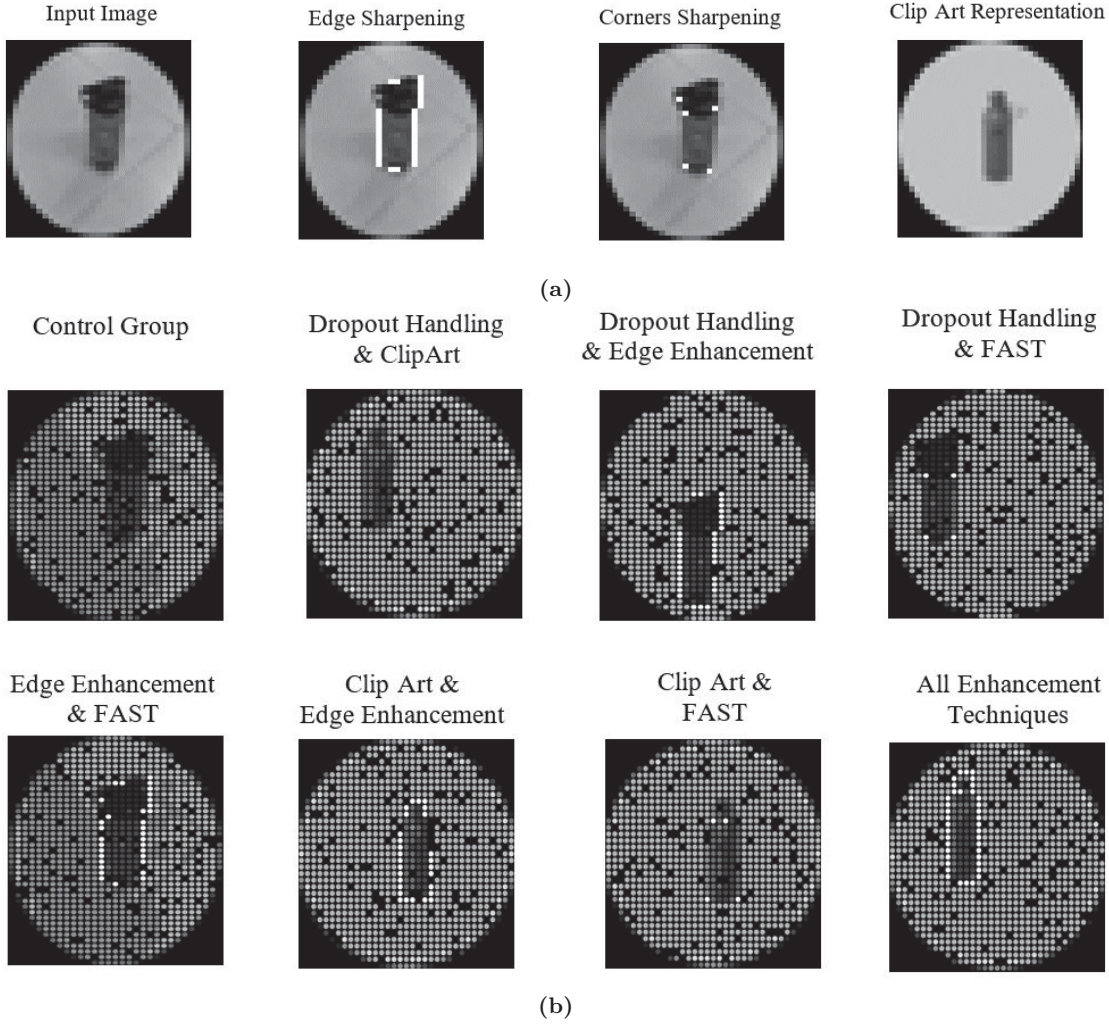 Input Image
Edge Sharpening
Corners Sharpening
Clip Art Representation
(a)
Control Group
Dropout Handling
& ClipArt
Dropout Handling
& Edge Enhancement
Dropout Handling
& FAST
Edge Enhancement
& FAST
Clip Art &
Edge Enhancement
Clip Art &
FAST
All Enhancement
Techniques
(b)